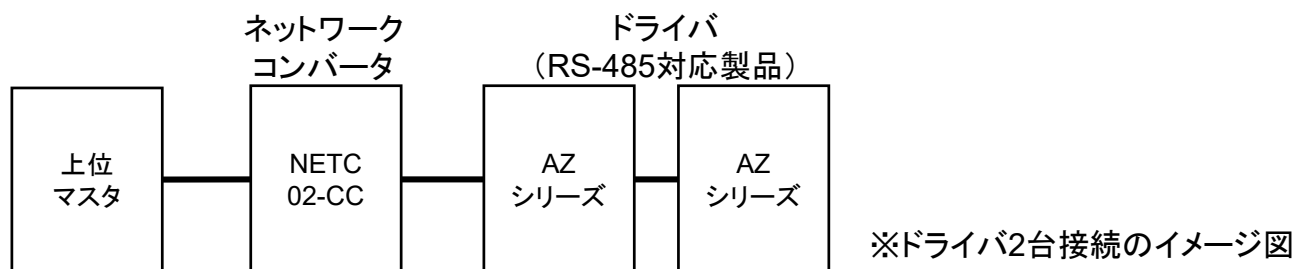 ネットワーク
コンバータ
ドライバ
（RS-485対応製品）
上位
マスタ
NETC
02-CC
AZ
シリーズ
AZ
シリーズ
※ドライバ2台接続のイメージ図